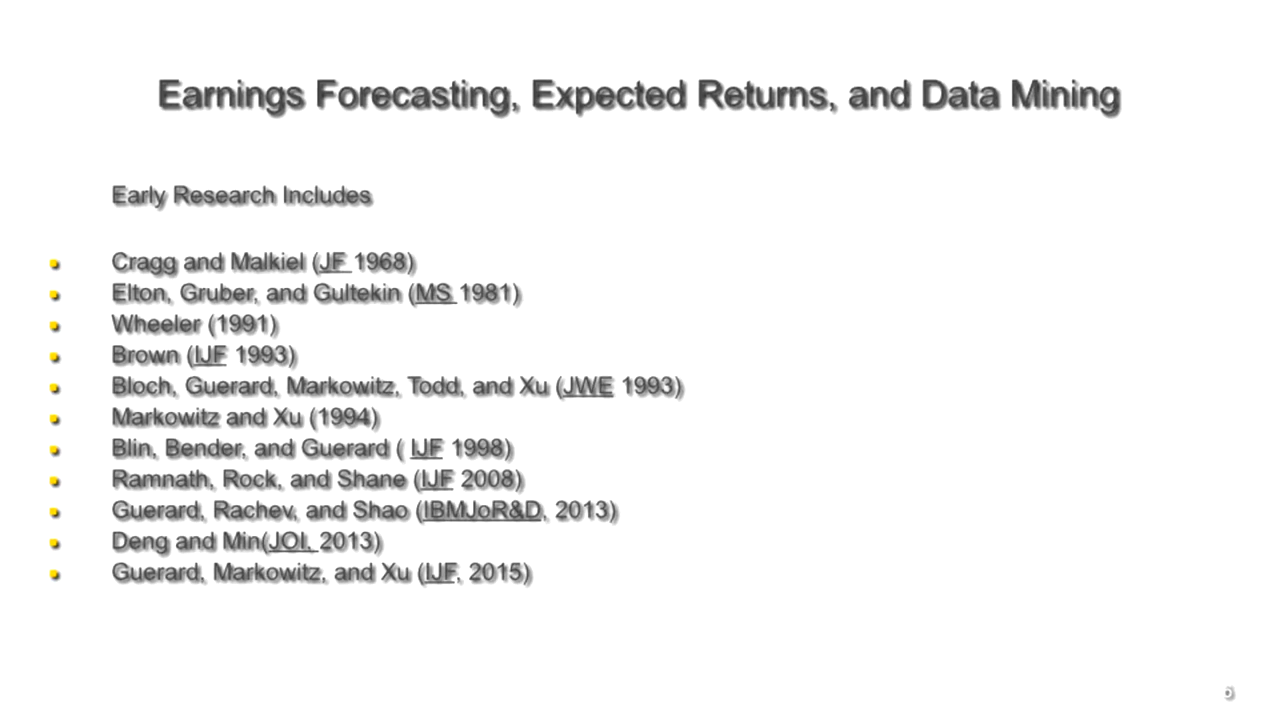 Earnings Forecasting, Expected Returns, and Data Mining
Early Research Includes
• Cragg and Malkiel (JF 1968)
• Elton, Gruber, and Gultekin (MS 1981)
• Wheeler (1991)
• Brown (IJF 1993)
• Bloch, Guerard, Markowitz, Todd, and Xu (JWE 1993)
• Markowitz and Xu (1994)
• Blin, Bender, and Guerard ( IJF 1998)
• Ramnath, Rock, and Shane (IJF 2008)
• Guerard, Rachev, and Shao (IBMJoR&D, 2013)
• Deng and Min(JOI, 2013)
• Guerard, Markowitz, and Xu (IJF, 2015)